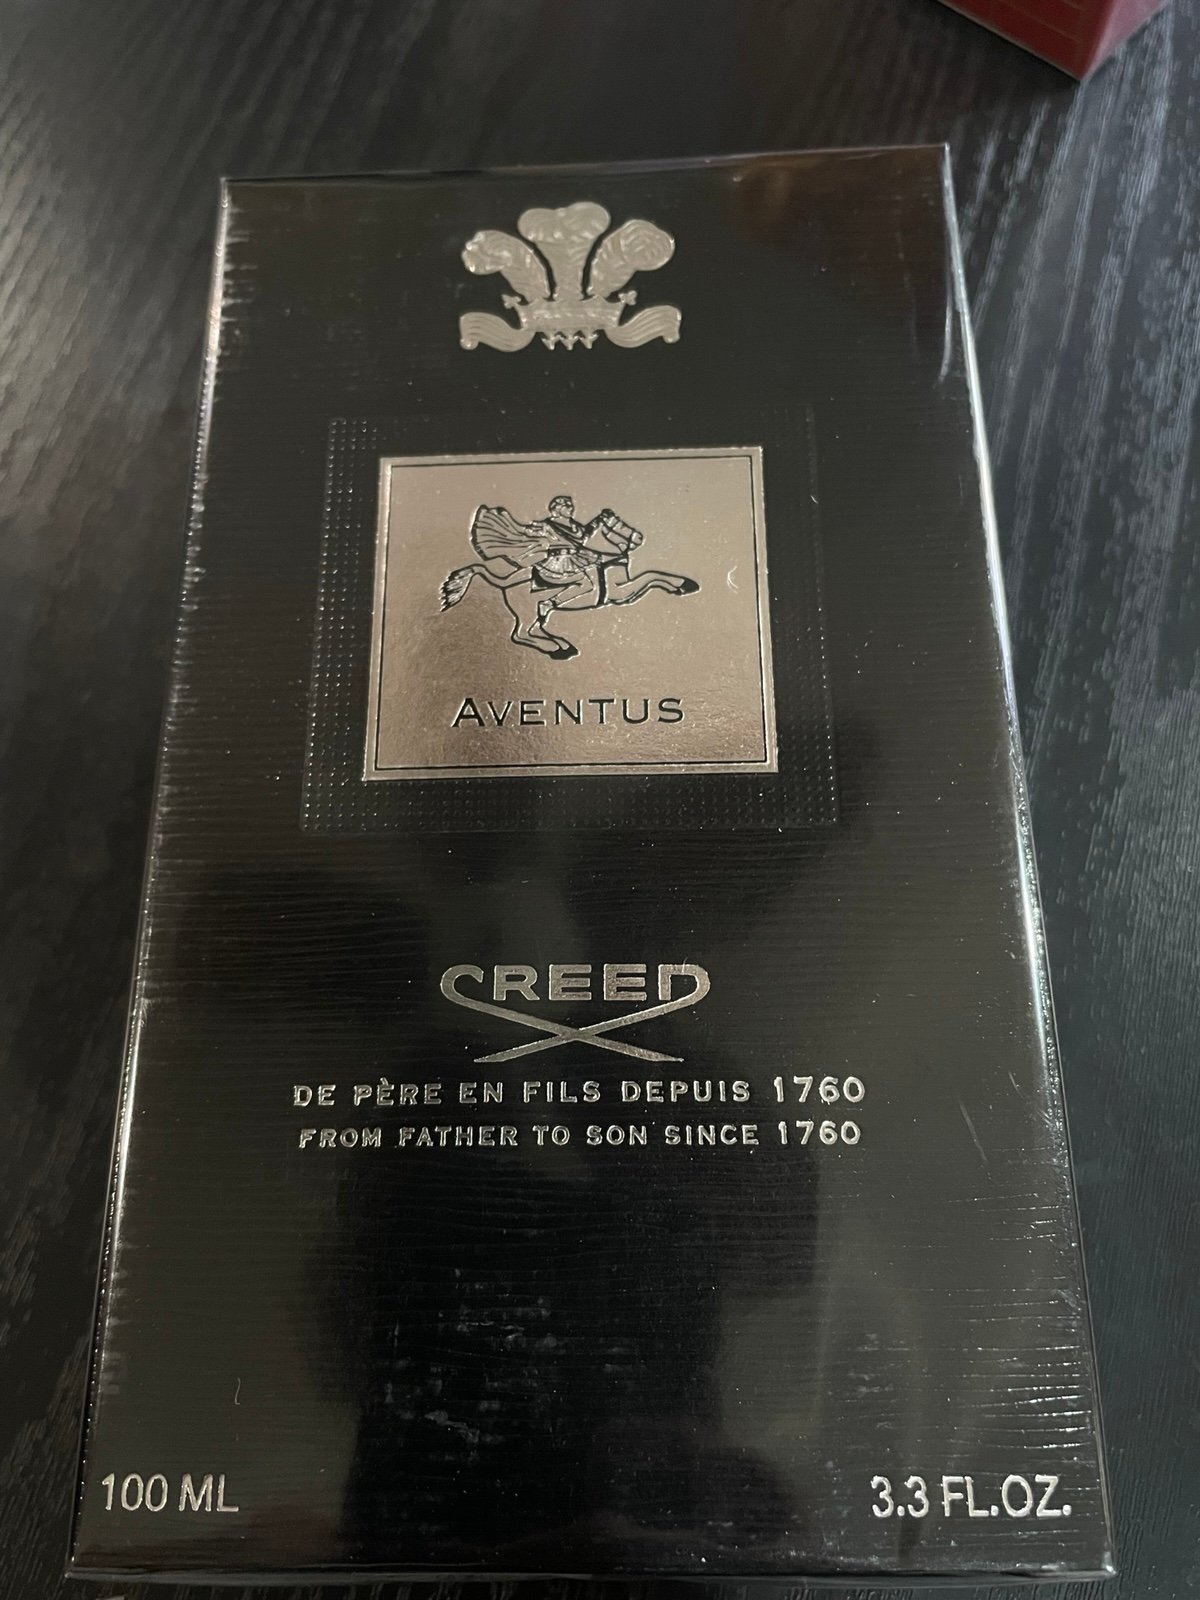 AVENTUS
CREED
DE PÈRE EN FILS DEPUIS 1760
FROM FATHER TO SON SINCE 1760
100 ML
3.3 FL.OZ.